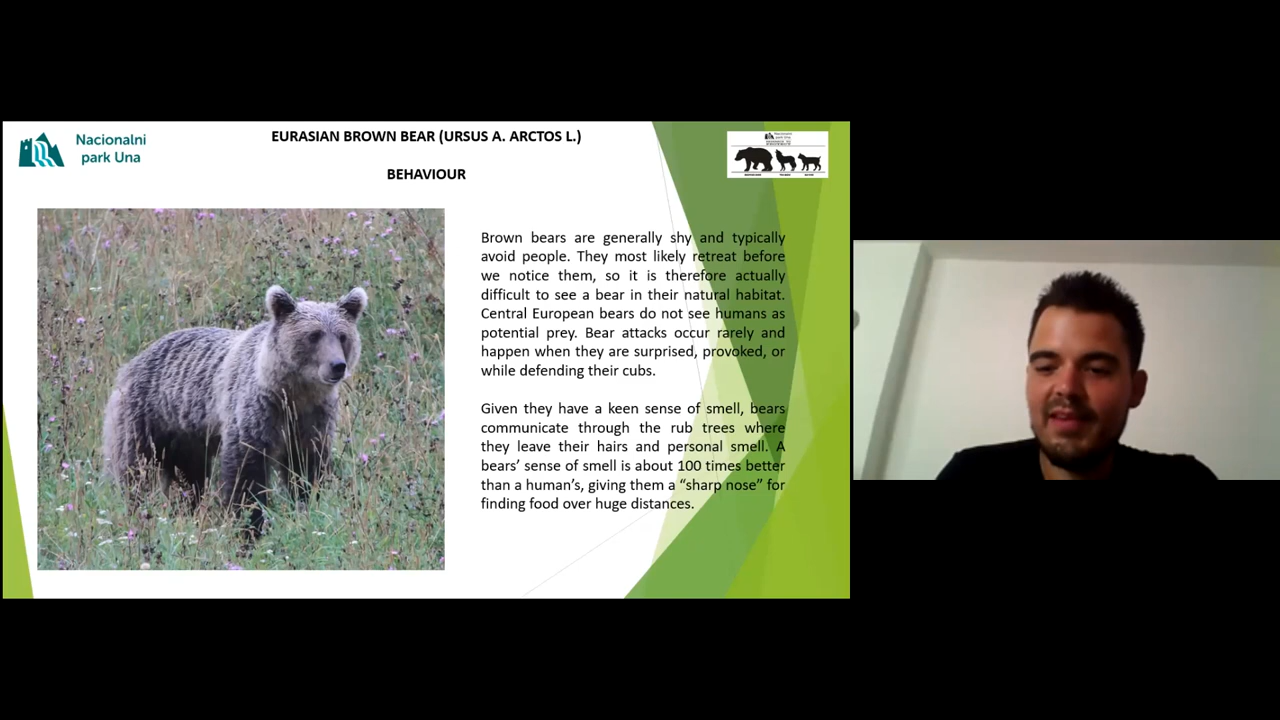 Nacionalni
park Una
EURASIAN BROWN BEAR (URSUS A. ARCTOS L.)
BEHAVIOUR
Nacionalni
park Una
Brown bears are generally shy and typically
avoid people. They most likely retreat before
we notice them, so it is therefore actually
difficult to see a bear in their natural habitat.
Central European bears do not see humans as
potential prey. Bear attacks occur rarely and
happen when they are surprised, provoked, or
while defending their cubs.
Given they have a keen sense of smell, bears
communicate through the rub trees where
they leave their hairs and personal smell. A
bears’ sense of smell is about 100 times better
than a human’s, giving them a “sharp nose” for
finding food over huge distances.